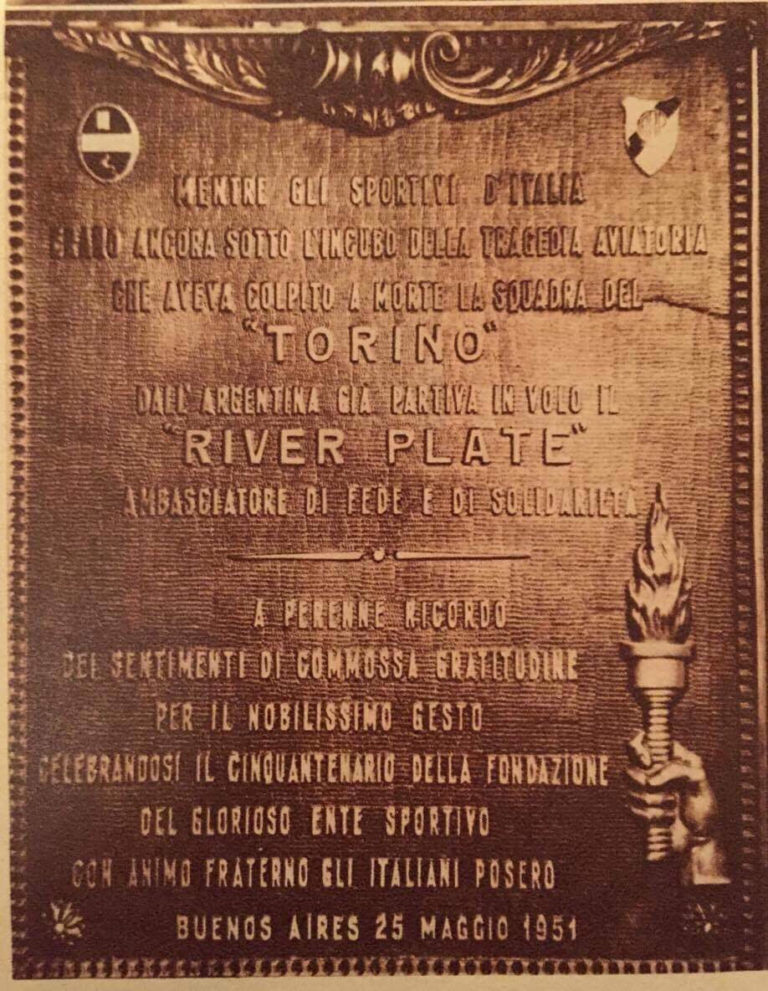 MENTRE GLI SPORTIVI D'ITALIA
ERANO ANCORA SOTTO L'INCUBO DELLA TRAGEDIA AVIATORIA
CHE AVEVA COLPITO A MORTE LA SQUADRA DEL
"TORINO"
DALL'ARGENTINA GIÀ PARTIVA IN VOLO IL
"RIVER PLATE"
AMBASCIATORE DI FEDE E DI SOLIDARIETÀ
A PERENNE RICORDO
DEI SENTIMENTI DI COMMOSSA GRATITUDINE
PER IL NOBILISSIMO GESTO
CELEBRANDOSI IL CINQUANTENARIO DELLA FONDAZIONE
DEL GLORIOSO ENTE SPORTIVO
CON ANIMO FRATERNO GLI ITALIANI POSERO
BUENOS AIRES 25 MAGGIO 1951